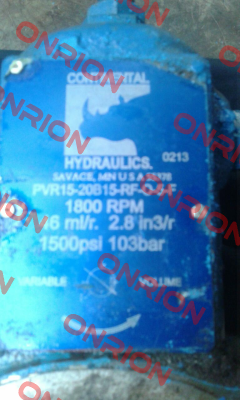 CONTINENTAL
HYDRAULICS. 0213
SAVAGE, MN U S A
PVR15-20B15-RF-O-5-F
1800 RPM
ml/r. 2.8 in3/r
1500psi 103bar
VARIABLE VOLUME
ONRION
ONRION
ONRION
ONRION
ONRION
ONRION